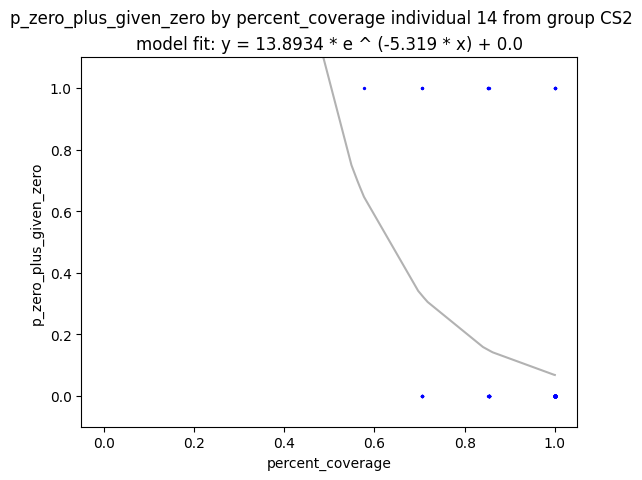 p_zero_plus_given_zero by percent_coverage individual 14 from group CS2
model fit: y = 13.8934 * e ^ (-5.319 * x) + 0.0
1.0
0.8
0.6
0.4
0.2
0.0
p_zero_plus_given_zero
0.0 0.2 0.4 0.6 0.8 1.0
percent_coverage